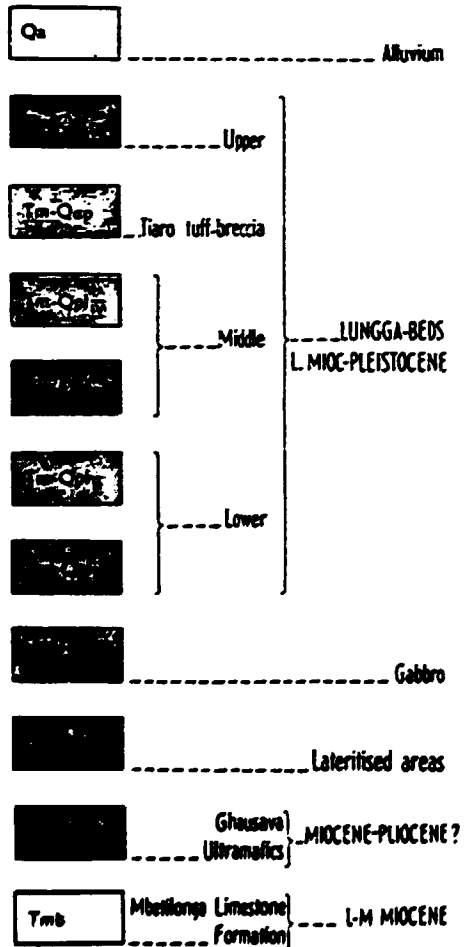 Qa
Alluvium
Upper
Tm-Qap
Tiaro tuff-breccia
Middle
LUNGGA-BEDS
L. MIOC-PLEISTOCENE
Lower
Gabbro
Lateritised areas
Ghausava
Ultramafics
MIOCENE-PLIOCENE?
Tmb
Mbetilonga Limestone
Formation
L-M MIOCENE